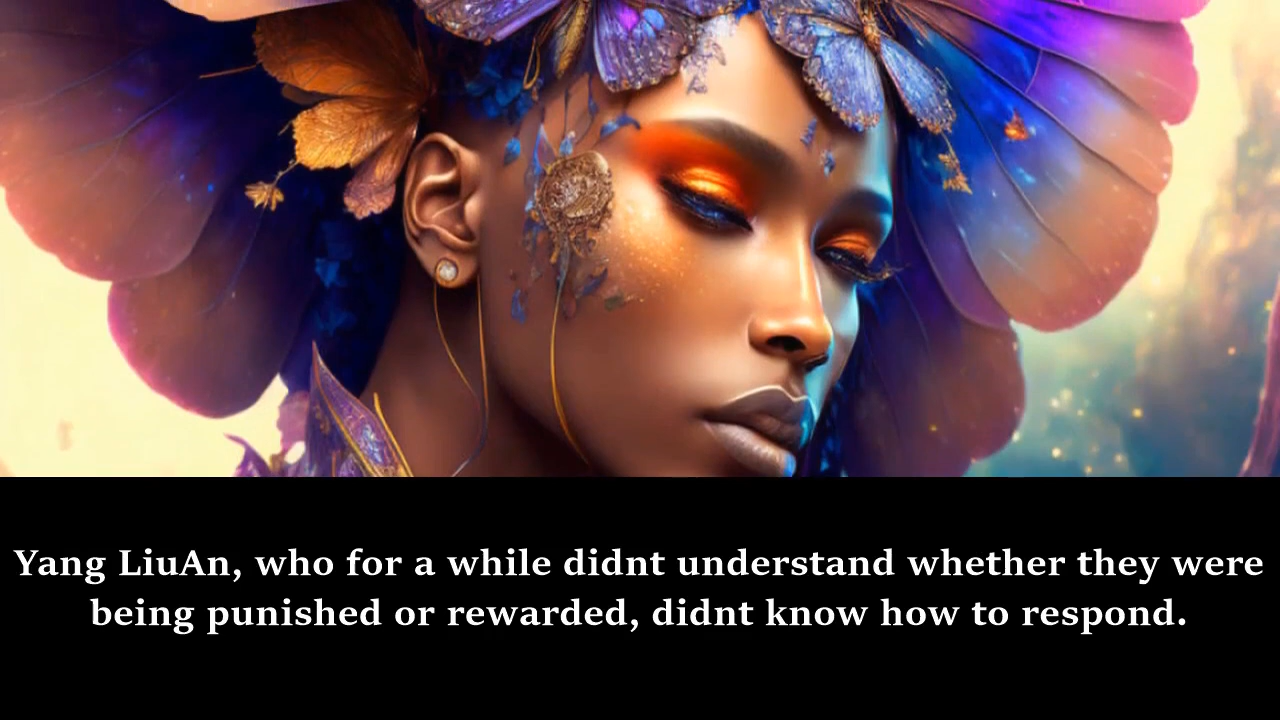 Yang LiuAn, who for a while didnt understand whether they were
being punished or rewarded, didnt know how to respond.